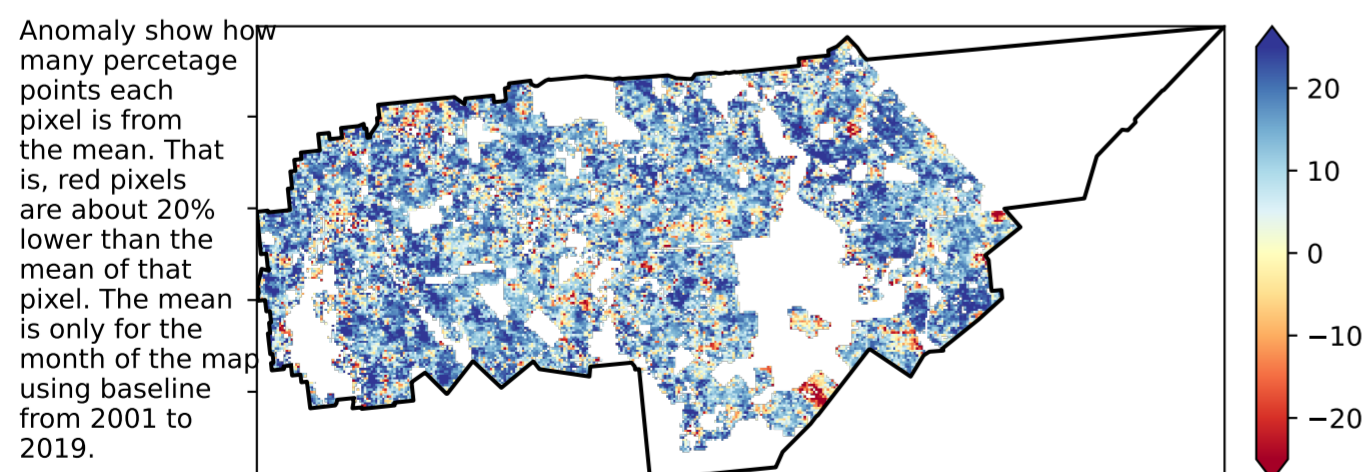 Anomaly show how
many percetage
points each
pixel is from
the mean. That
is, red pixels
are about 20%
lower than the
mean of that
pixel. The mean
is only for the
month of the map
using baseline
from 2001 to
2019.
20
10
0
−10
−20